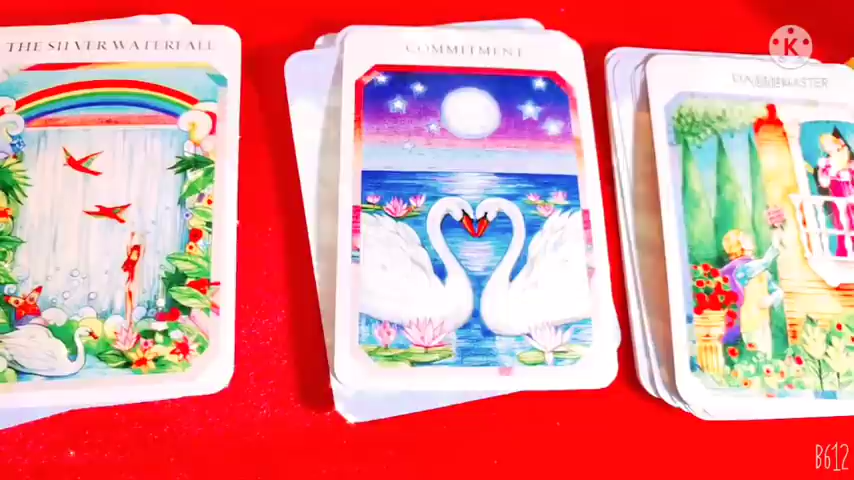 THE SILVER WATERFALL
COMMITMENT
K
B612